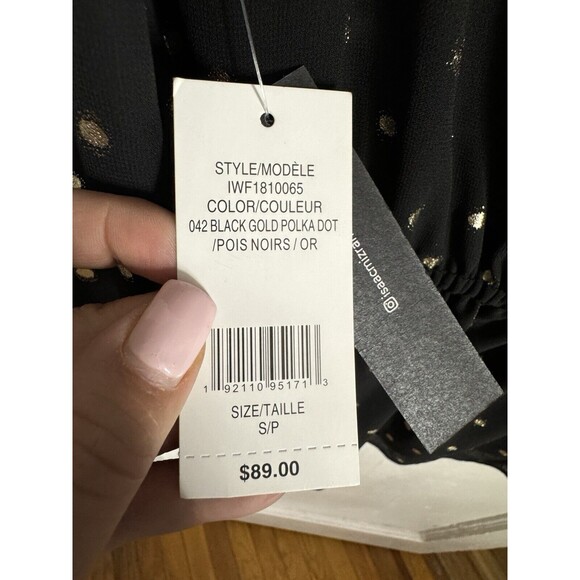 STYLE/MODÈLE
IWF1810065
COLOR/COULEUR
042 BLACK GOLD POLKA DOT
/POIS NOIRS / OR
1 92110 95171 3
SIZE/TAILLE
S/P
$89.00